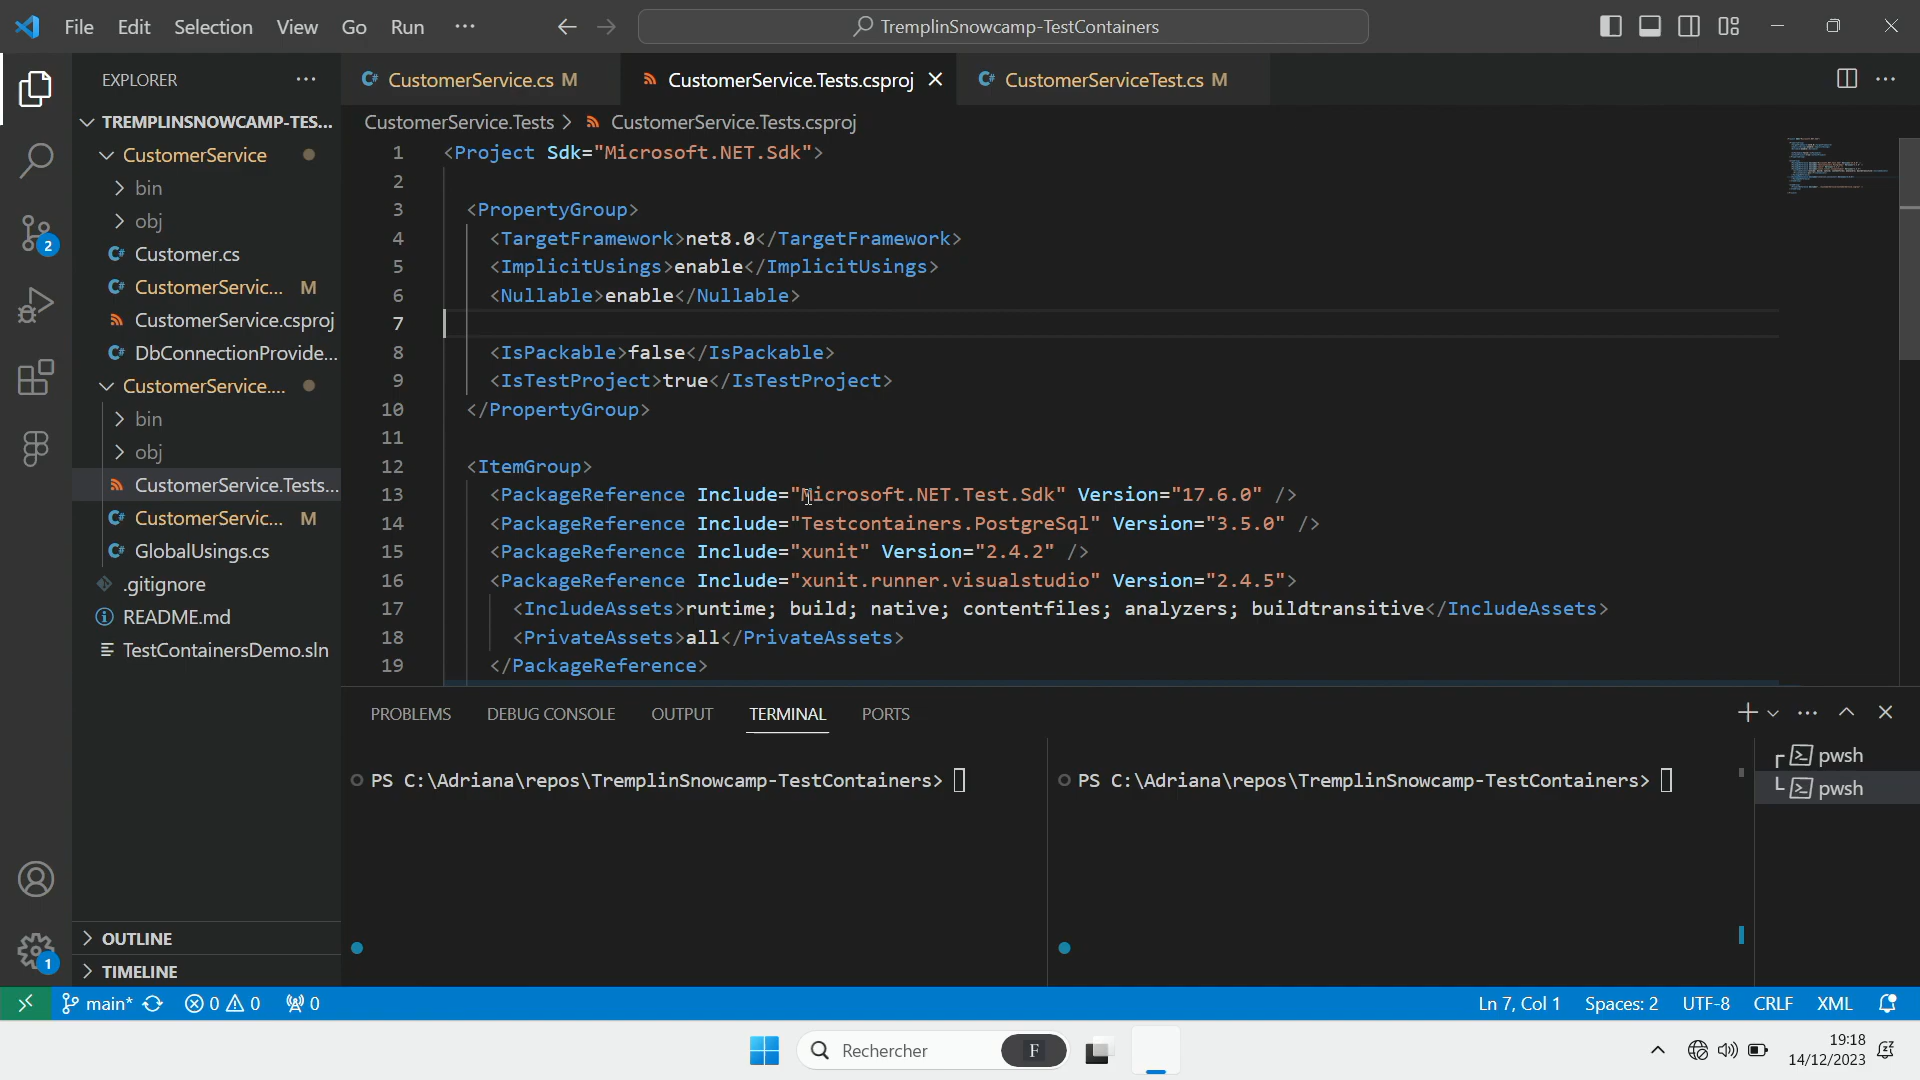 File Edit Selection View Go Run ···
TremplinSnowcamp-TestContainers
EXPLORER
TREMPLINSNOWCAMP-TES...
CustomerService
bin
obj
Customer.cs
CustomerServic... M
CustomerService.csproj
DbConnectionProvide...
CustomerService....
bin
obj
CustomerService.Tests...
CustomerServic... M
GlobalUsings.cs
.gitignore
README.md
TestContainersDemo.sln
OUTLINE
TIMELINE
2
1
CustomerService.cs M
CustomerService.Tests.csproj
CustomerServiceTest.cs M
CustomerService.Tests > CustomerService.Tests.csproj
1 <Project Sdk="Microsoft.NET.Sdk">
2
3 <PropertyGroup>
4 <TargetFramework>net8.0</TargetFramework>
5 <ImplicitUsings>enable</ImplicitUsings>
6 <Nullable>enable</Nullable>
7
8 <IsPackable>false</IsPackable>
9 <IsTestProject>true</IsTestProject>
10 </PropertyGroup>
11
12 <ItemGroup>
13 <PackageReference Include="Microsoft.NET.Test.Sdk" Version="17.6.0" />
14 <PackageReference Include="Testcontainers.PostgreSql" Version="3.5.0" />
15 <PackageReference Include="xunit" Version="2.4.2" />
16 <PackageReference Include="xunit.runner.visualstudio" Version="2.4.5">
17 <IncludeAssets>runtime; build; native; contentfiles; analyzers; buildtransitive</IncludeAssets>
18 <PrivateAssets>all</PrivateAssets>
19 </PackageReference>
PROBLEMS DEBUG CONSOLE OUTPUT TERMINAL PORTS
PS C:\Adriana\repos\TremplinSnowcamp-TestContainers>
PS C:\Adriana\repos\TremplinSnowcamp-TestContainers>
pwsh
pwsh
main* 0 0 0
Ln 7, Col 1 Spaces: 2 UTF-8 CRLF XML
Rechercher F
19:18
14/12/2023